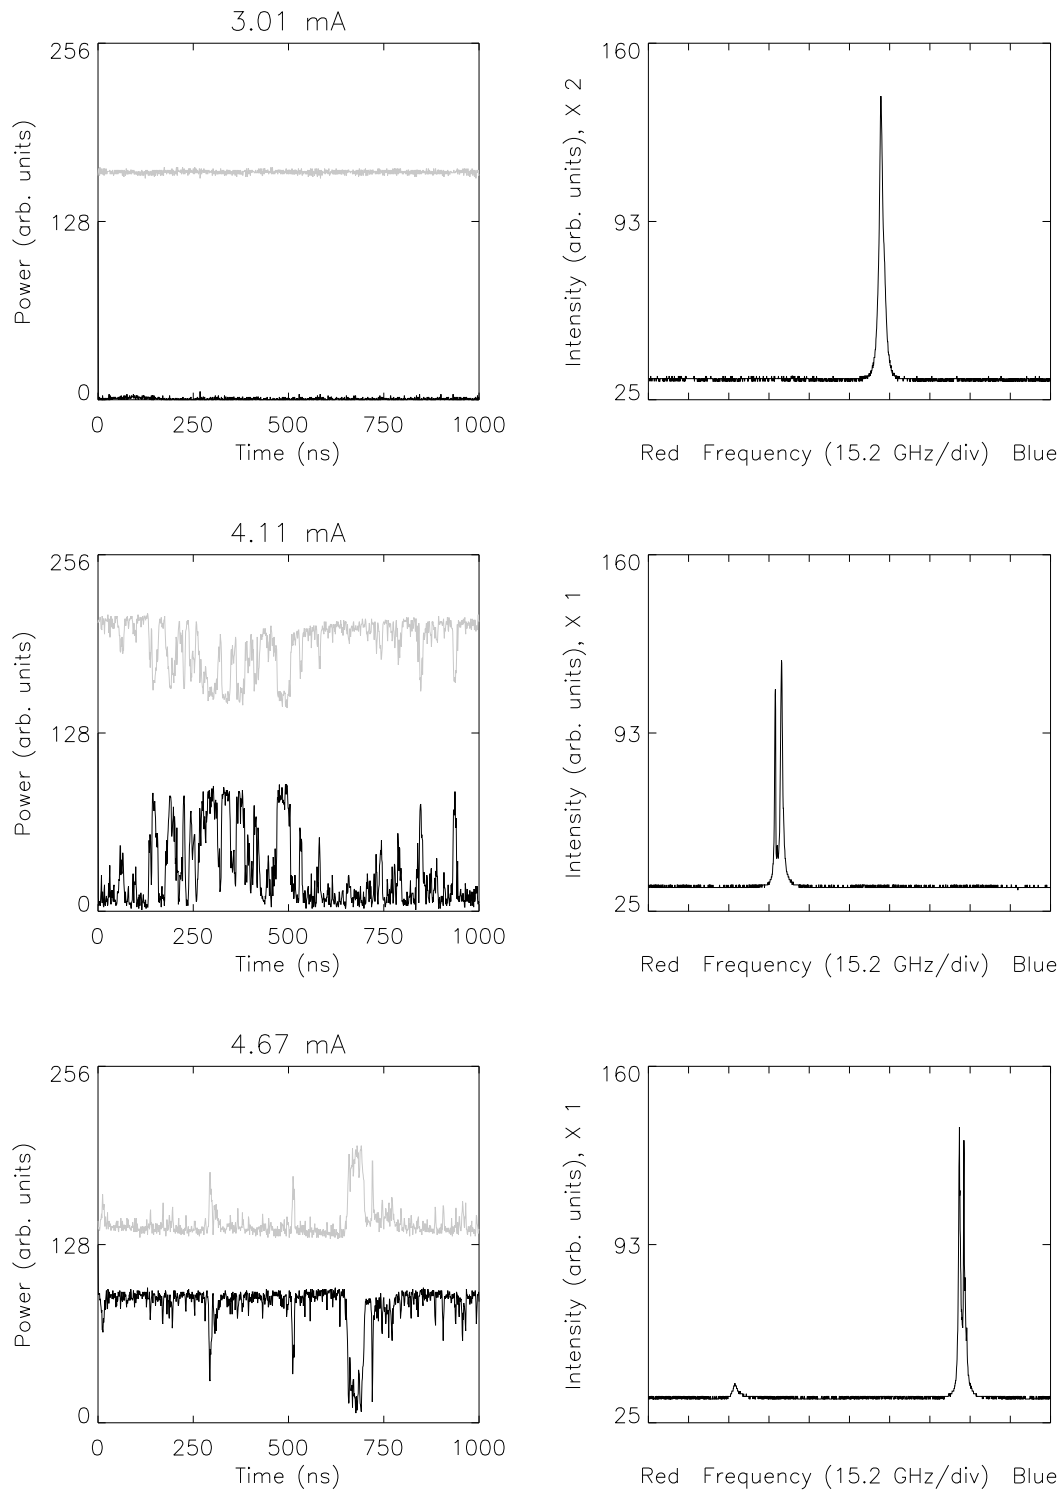 3.01 mA
256
128
0
Power (arb. units)
0 250 500 750 1000
Time (ns)
160
93
25
Intensity (arb. units), X 2
Red Frequency (15.2 GHz/div) Blue
4.11 mA
256
128
0
Power (arb. units)
0 250 500 750 1000
Time (ns)
160
93
25
Intensity (arb. units), X 1
Red Frequency (15.2 GHz/div) Blue
4.67 mA
256
128
0
Power (arb. units)
0 250 500 750 1000
Time (ns)
160
93
25
Intensity (arb. units), X 1
Red Frequency (15.2 GHz/div) Blue